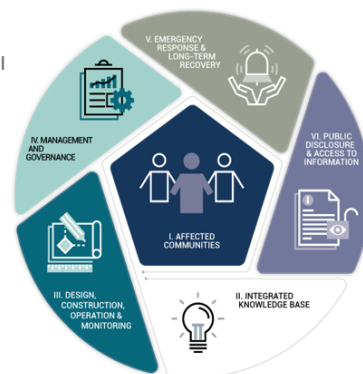 V. EMERGENCY
RESPONSE &
LONG-TERM
RECOVERY
IV. MANAGEMENT
AND
GOVERNANCE
VI. PUBLIC
DISCLOSURE
& ACCESS TO
INFORMATION
I. AFFECTED
COMMUNITIES
III. DESIGN,
CONSTRUCTION,
OPERATION &
MONITORING
II. INTEGRATED
KNOWLEDGE BASE